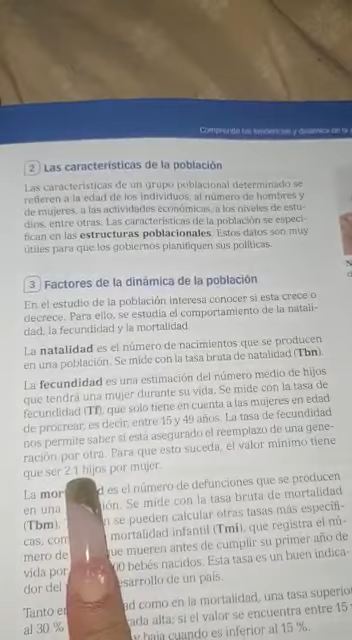 Comprende las tendencias y dinámica de la
2 Las características de la población
Las características de un grupo poblacional determinado se
refieren a la edad de los individuos, al número de hombres y
de mujeres, a las actividades económicas, a los niveles de estu-
dios, entre otras. Las características de la población se especi-
fican en las estructuras poblacionales. Estos datos son muy
útiles para que los gobiernos planifiquen sus políticas.
3 Factores de la dinámica de la población
En el estudio de la población interesa conocer si esta crece o
decrece. Para ello, se estudia el comportamiento de la natali-
dad, la fecundidad y la mortalidad.
La natalidad es el número de nacimientos que se producen
en una población. Se mide con la tasa bruta de natalidad (Tbn).
La fecundidad es una estimación del número medio de hijos
que tendrá una mujer durante su vida. Se mide con la tasa de
fecundidad (Tf), que solo tiene en cuenta a las mujeres en edad
de procrear, es decir, entre 15 y 49 años. La tasa de fecundidad
nos permite saber si está asegurado el reemplazo de una gene-
ración por otra. Para que esto suceda, el valor mínimo tiene
que ser 2.1 hijos por mujer.
La mor d es el número de defunciones que se producen
en una ión. Se mide con la tasa bruta de mortalidad
(Tbm). n se pueden calcular otras tasas más específi-
cas, com mortalidad infantil (Tmi), que registra el nú-
mero de que mueren antes de cumplir su primer año de
vida por 00 bebés nacidos. Esta tasa es un buen indica-
dor del esarrollo de un país.
Tanto en ad como en la mortalidad, una tasa superior
al 30 % ada alta; si el valor se encuentra entre 15
y baja cuando es inferior al 15 %.